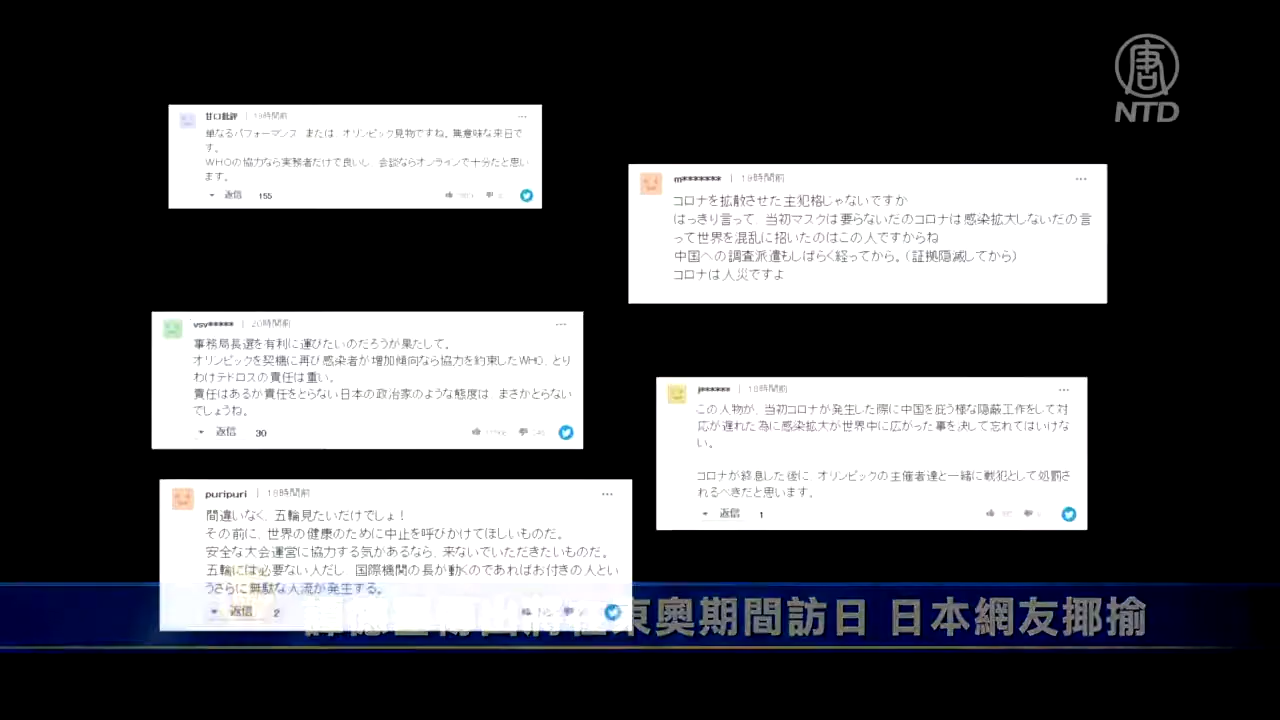 唐
NTD
甘口批評 | 19時間前
単なるパフォーマンス、または、オリンピック見物ですね。無意味な来日で
す。
WHOの協力なら実務者だけで良いし、会談ならオンラインで十分だと思い
ます。
返信 155
m******* | 19時間前
コロナを拡散させた主犯格じゃないですか
はっきり言って、当初マスクは要らないだのコロナは感染拡大しないだの言
って世界を混乱に招いたのはこの人ですからね
中国への調査派遣もしばらく経ってから。(証拠隠滅してから)
コロナは人災ですよ
vsy***** | 20時間前
事務局長選を有利に運びたいのだろうが果たして。
オリンピックを契機に再び感染者が増加傾向なら協力を約束したWHO、とり
わけテドロスの責任は重い。
責任はあるが責任をとらない日本の政治家のような態度は、まさかとらない
でしょうね。
返信 30
j****** | 18時間前
この人物が、当初コロナが発生した際に中国を庇う様な隠蔽工作をして対
応が遅れた為に感染拡大が世界中に広がった事を決して忘れてはいけな
い。
コロナが終息した後に、オリンピックの主催者達と一緒に戦犯として処罰さ
れるべきだと思います。
返信 1
puripuri | 18時間前
間違いなく、五輪見たいだけでしょ！
その前に、世界の健康のために中止を呼びかけてほしいものだ。
安全な大会運営に協力する気があるなら、来ないでいただきたいものだ。
五輪には必要ない人だし、国際機関の長が動くのであればお付きの人とい
うさらに無駄な人流が発生する。
返信 2
東奧期間訪日 日本網友揶揄